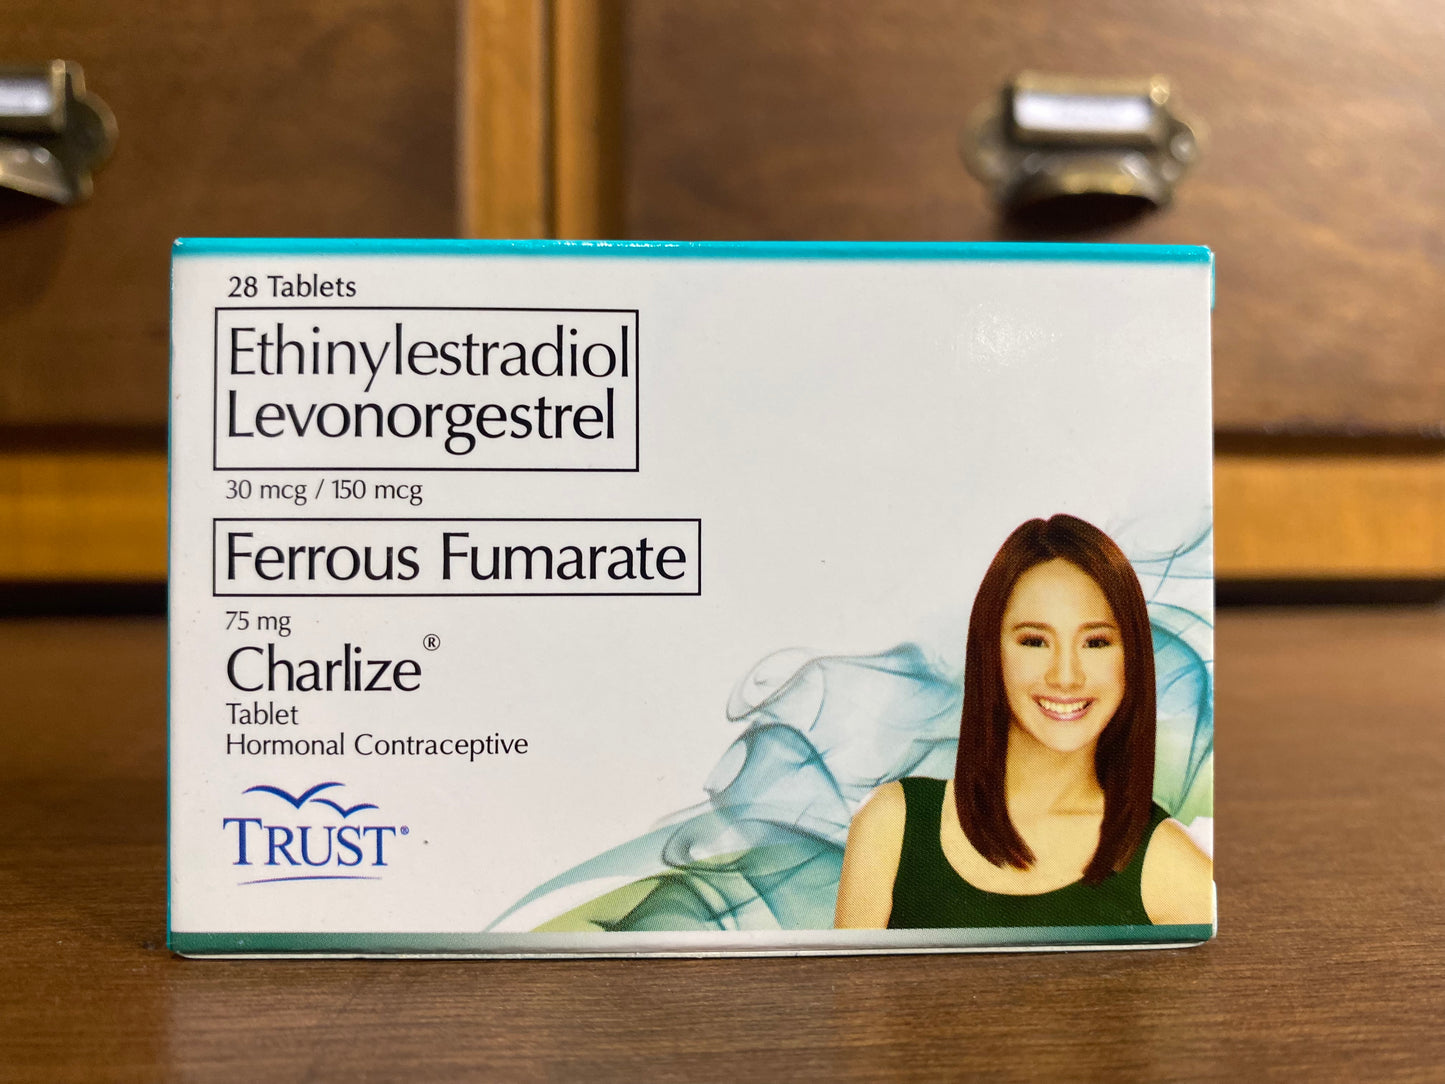 28 Tablets
Ethinylestradiol
Levonorgestrel
30 mcg / 150 mcg
Ferrous Fumarate
75 mg
Charlize®
Tablet
Hormonal Contraceptive
TRUST®